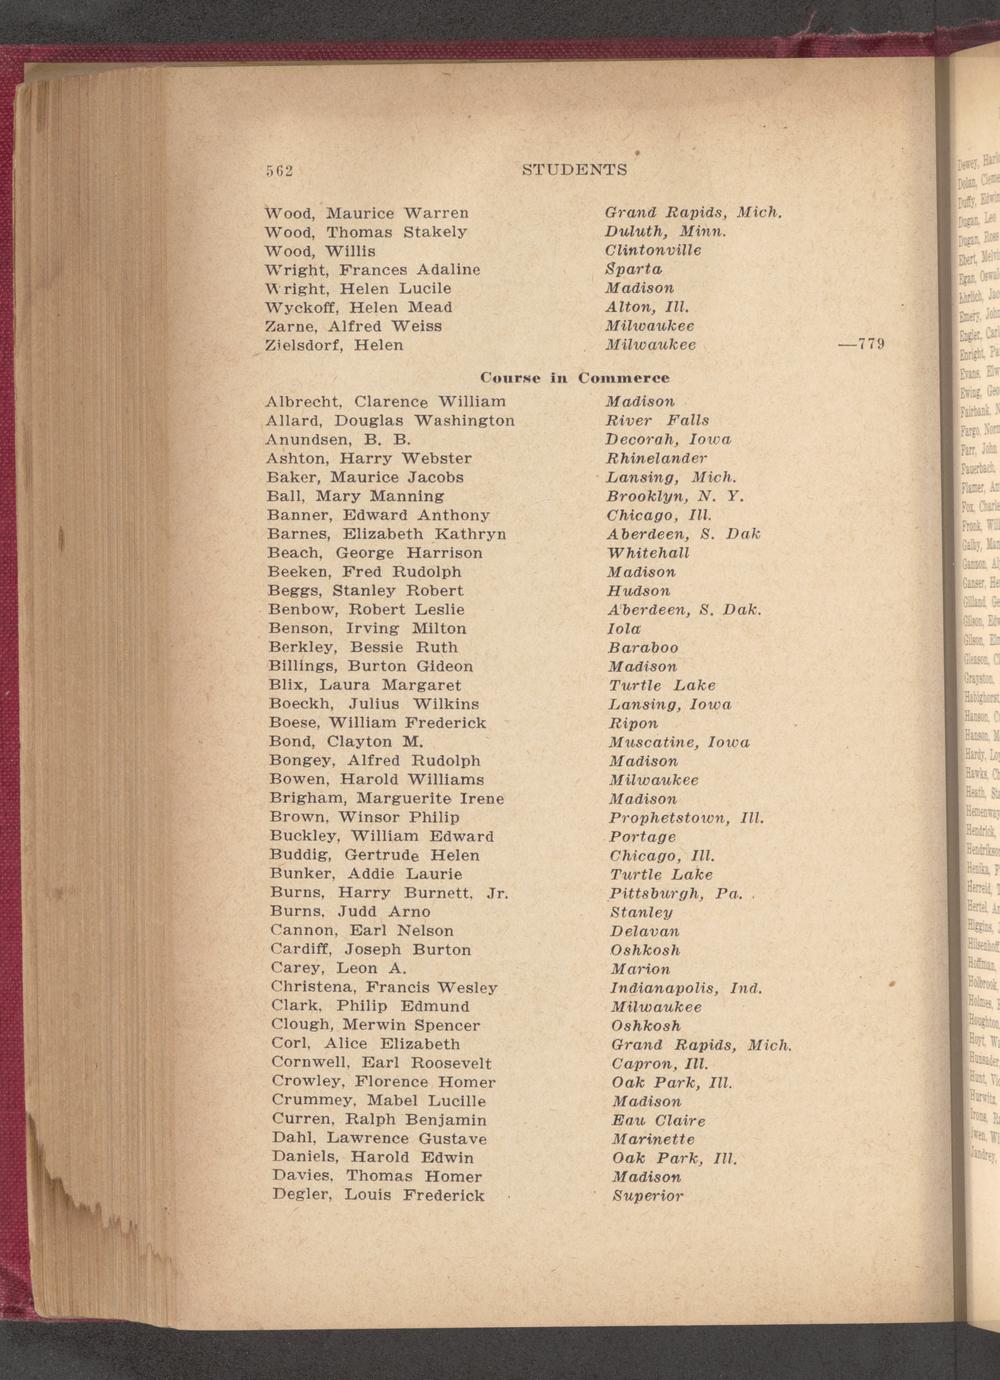 562 STUDENTS
Wood, Maurice Warren Grand Rapids, Mich.
Wood, Thomas Stakely Duluth, Minn.
Wood, Willis Clintonville
Wright, Frances Adaline Sparta
Wright, Helen Lucile Madison
Wyckoff, Helen Mead Alton, Ill.
Zarne, Alfred Weiss Milwaukee
Zielsdorf, Helen Milwaukee —779
Course in Commerce
Albrecht, Clarence William Madison
Allard, Douglas Washington River Falls
Anundsen, B. B. Decorah, Iowa
Ashton, Harry Webster Rhinelander
Baker, Maurice Jacobs Lansing, Mich.
Ball, Mary Manning Brooklyn, N. Y.
Banner, Edward Anthony Chicago, Ill.
Barnes, Elizabeth Kathryn Aberdeen, S. Dak
Beach, George Harrison Whitehall
Beeken, Fred Rudolph Madison
Beggs, Stanley Robert Hudson
Benbow, Robert Leslie Aberdeen, S. Dak.
Benson, Irving Milton Iola
Berkley, Bessie Ruth Baraboo
Billings, Burton Gideon Madison
Blix, Laura Margaret Turtle Lake
Boeckh, Julius Wilkins Lansing, Iowa
Boese, William Frederick Ripon
Bond, Clayton M. Muscatine, Iowa
Bongey, Alfred Rudolph Madison
Bowen, Harold Williams Milwaukee
Brigham, Marguerite Irene Madison
Brown, Winsor Philip Prophetstown, Ill.
Buckley, William Edward Portage
Buddig, Gertrude Helen Chicago, Ill.
Bunker, Addie Laurie Turtle Lake
Burns, Harry Burnett, Jr. Pittsburgh, Pa.
Burns, Judd Arno Stanley
Cannon, Earl Nelson Delavan
Cardiff, Joseph Burton Oshkosh
Carey, Leon A. Marion
Christena, Francis Wesley Indianapolis, Ind.
Clark, Philip Edmund Milwaukee
Clough, Merwin Spencer Oshkosh
Corl, Alice Elizabeth Grand Rapids, Mich.
Cornwell, Earl Roosevelt Capron, Ill.
Crowley, Florence Homer Oak Park, Ill.
Crummey, Mabel Lucille Madison
Curren, Ralph Benjamin Eau Claire
Dahl, Lawrence Gustave Marinette
Daniels, Harold Edwin Oak Park, Ill.
Davies, Thomas Homer Madison
Degler, Louis Frederick Superior